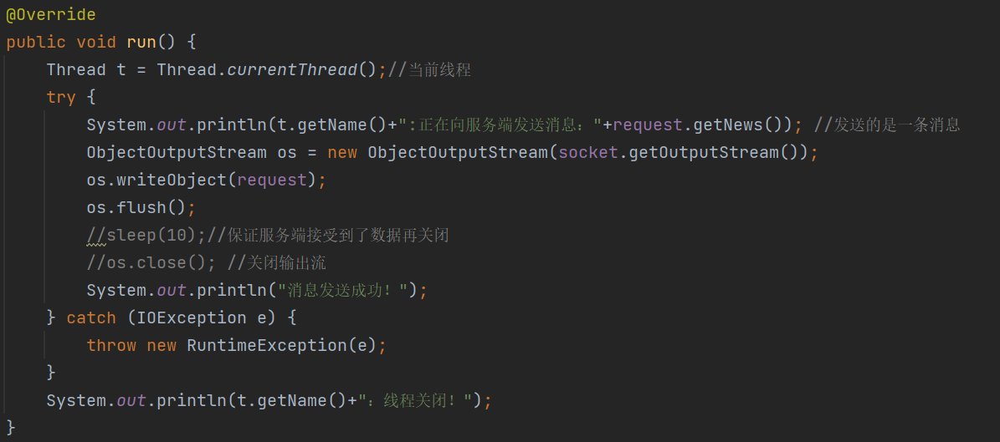 @Override
public void run() {
    Thread t = Thread.currentThread();//当前线程
    try {
        System.out.println(t.getName()+":正在向服务端发送消息："+request.getNews()); //发送的是一条消息
        ObjectOutputStream os = new ObjectOutputStream(socket.getOutputStream());
        os.writeObject(request);
        os.flush();
        //sleep(10);//保证服务端接受到了数据再关闭
        //os.close(); //关闭输出流
        System.out.println("消息发送成功！");
    } catch (IOException e) {
        throw new RuntimeException(e);
    }
    System.out.println(t.getName()+"：线程关闭！");
}